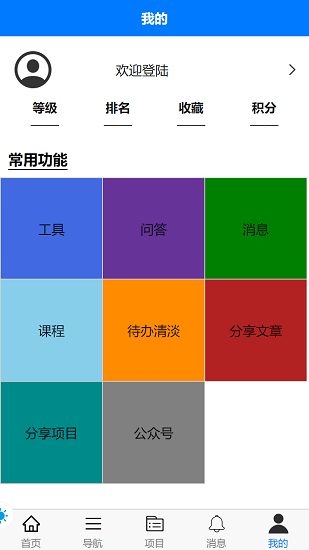 我的
欢迎登陆
等级 排名 收藏 积分
常用功能
工具 问答 消息
课程 待办清淡 分享文章
分享项目 公众号
首页 导航 项目 消息 我的